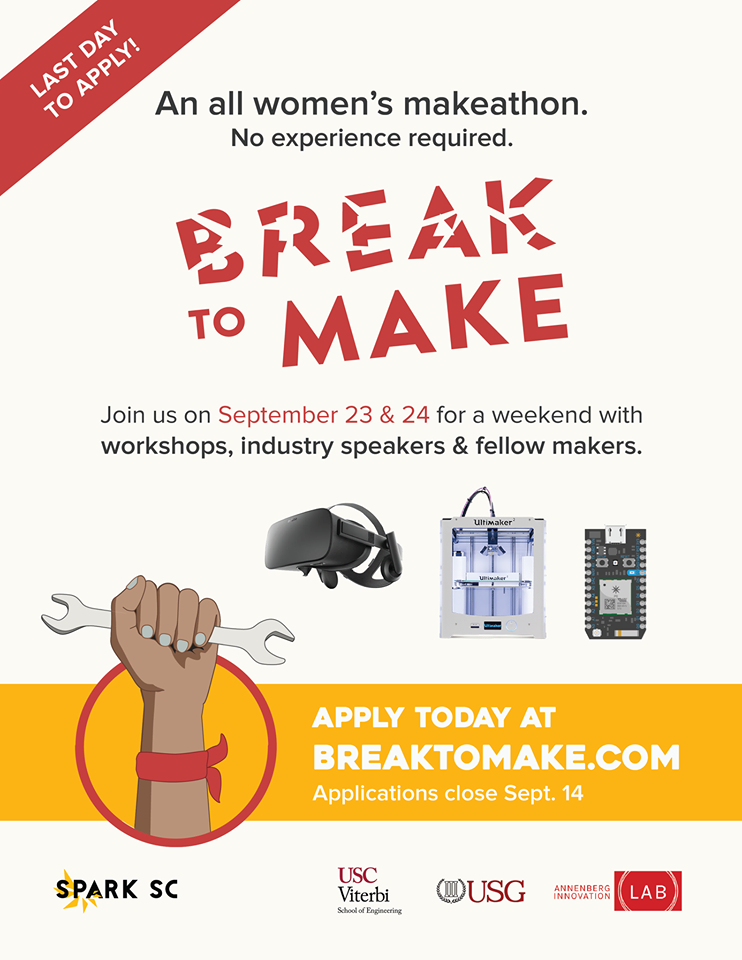 LAST DAY
TO APPLY!
An all women's makeathon.
No experience required.
BREAK
TO MAKE
Join us on September 23 & 24 for a weekend with
workshops, industry speakers & fellow makers.
Ultimaker²
Ultimaker
Ultimaker
APPLY TODAY AT
BREAKTOMAKE.COM
Applications close Sept. 14
SPARK SC
USC
Viterbi
School of Engineering
USG
ANNENBERG
INNOVATION
LAB